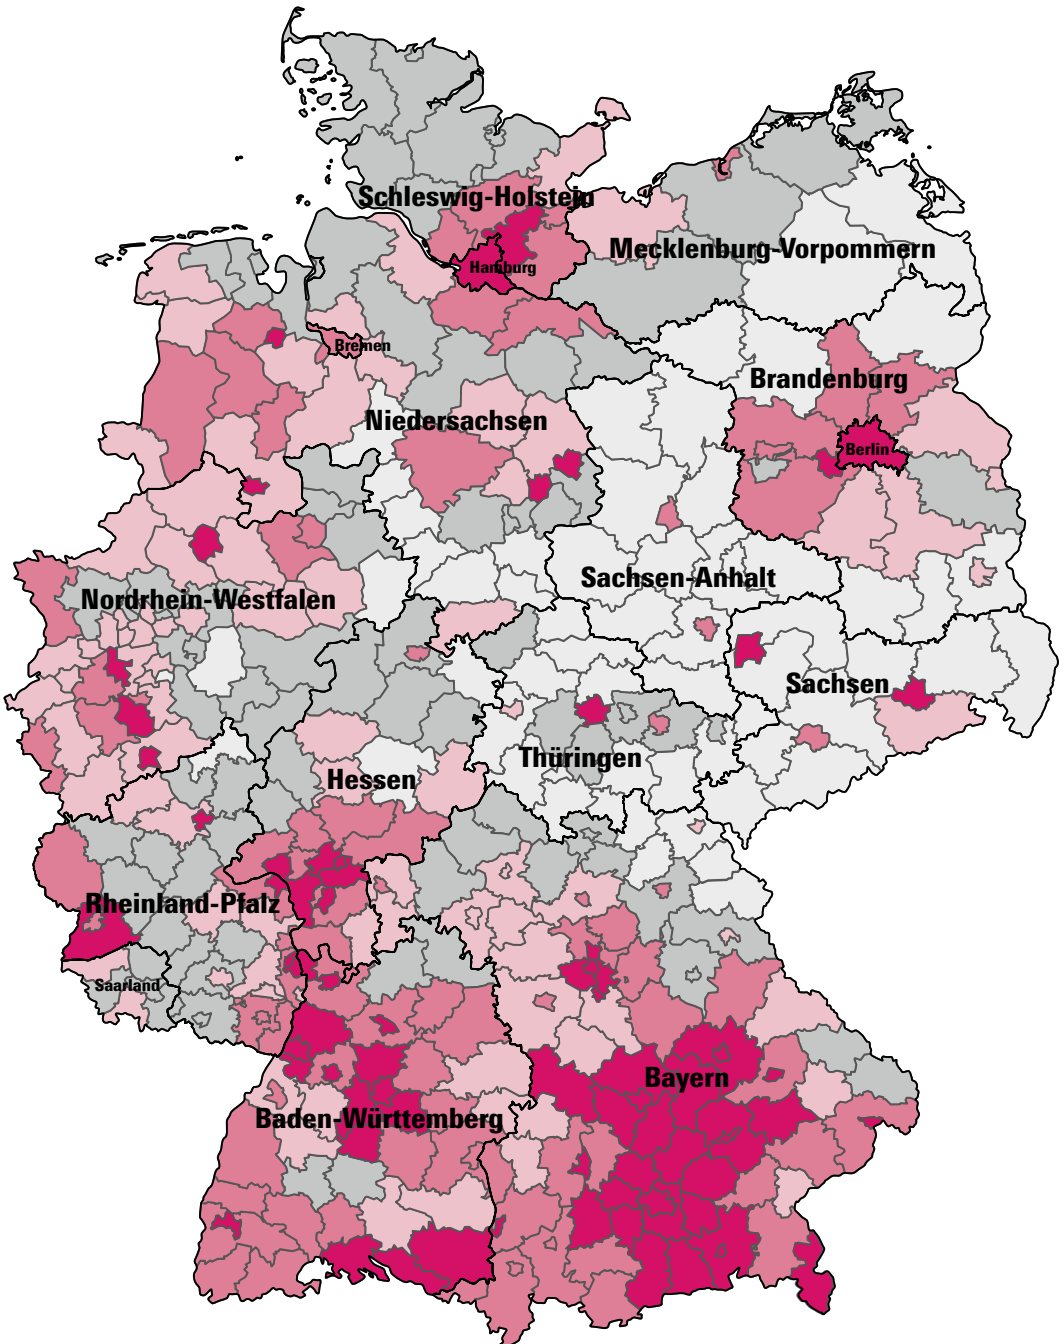 Schleswig-Holstein
Mecklenburg-Vorpommern
Hamburg
Bremen
Brandenburg
Niedersachsen
Berlin
Sachsen-Anhalt
Nordrhein-Westfalen
Sachsen
Thüringen
Hessen
Rheinland-Pfalz
Saarland
Bayern
Baden-Württemberg